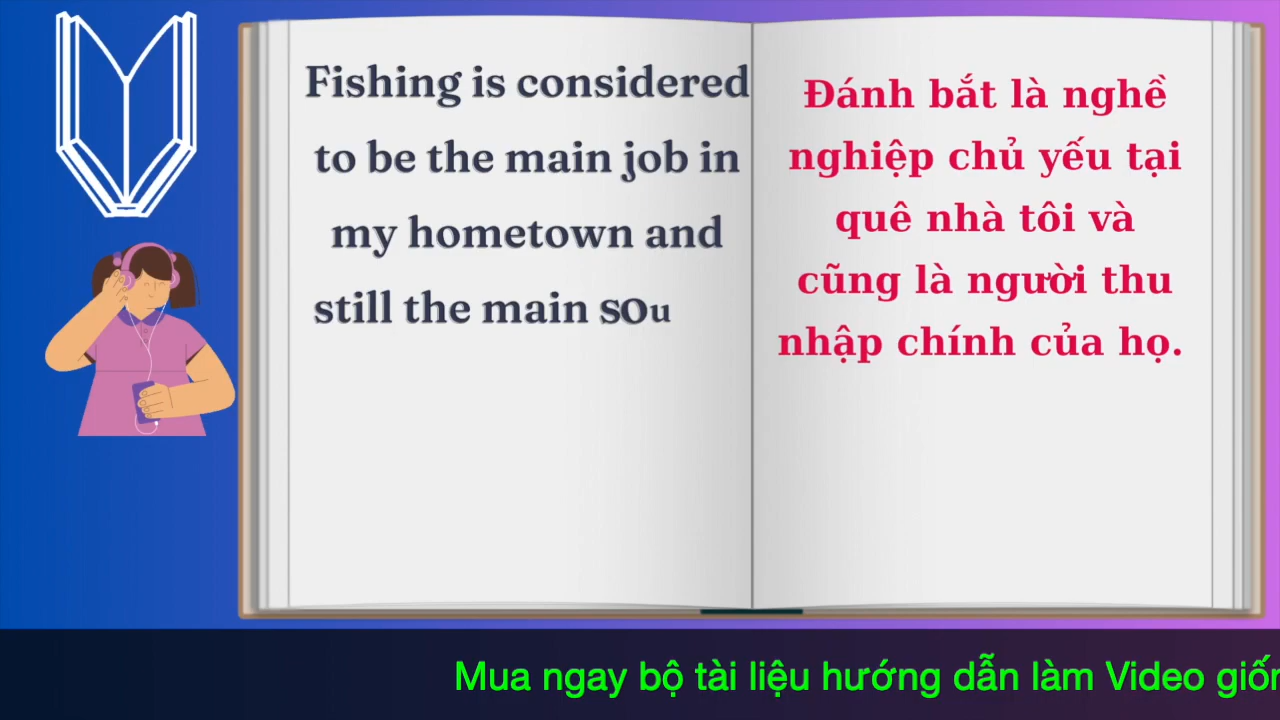 Fishing is considered
to be the main job in
my hometown and
still the main sou
Đánh bắt là nghề
nghiệp chủ yếu tại
quê nhà tôi và
cũng là người thu
nhập chính của họ.
Mua ngay bộ tài liệu hướng dẫn làm Video giốn